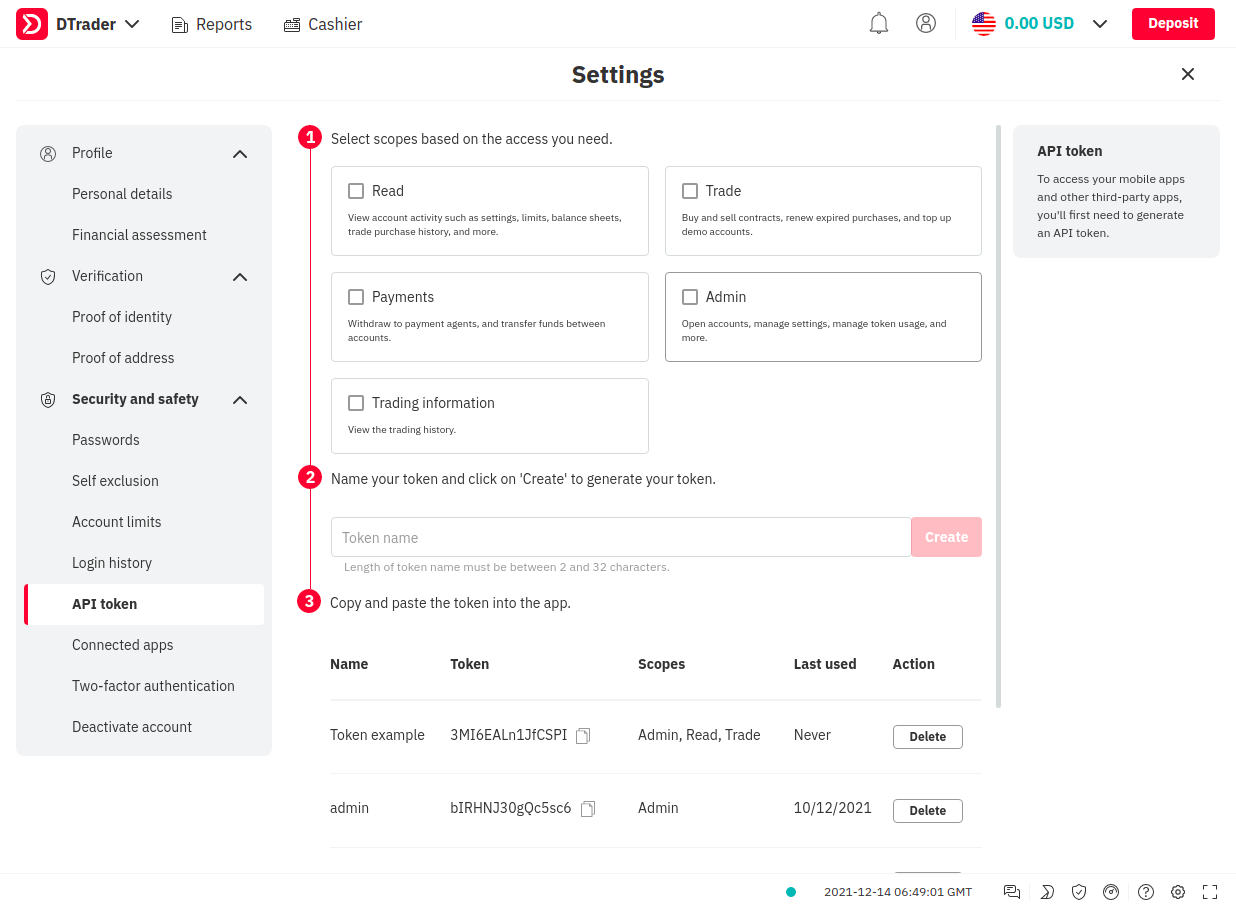 DTrader
Reports
Cashier
0.00 USD
Deposit
Settings
Profile
Personal details
Financial assessment
Verification
Proof of identity
Proof of address
Security and safety
Passwords
Self exclusion
Account limits
Login history
API token
Connected apps
Two-factor authentication
Deactivate account
1 Select scopes based on the access you need.
Read
View account activity such as settings, limits, balance sheets,
trade purchase history, and more.
Trade
Buy and sell contracts, renew expired purchases, and top up
demo accounts.
Payments
Withdraw to payment agents, and transfer funds between
accounts.
Admin
Open accounts, manage settings, manage token usage, and
more.
Trading information
View the trading history.
2 Name your token and click on 'Create' to generate your token.
Token name
Create
Length of token name must be between 2 and 32 characters.
3 Copy and paste the token into the app.
Name Token Scopes Last used Action
Token example 3MI6EALn1JfCSPI Admin, Read, Trade Never Delete
admin bIRHNJ30gQc5sc6 Admin 10/12/2021 Delete
API token
To access your mobile apps
and other third-party apps,
you'll first need to generate
an API token.
2021-12-14 06:49:01 GMT